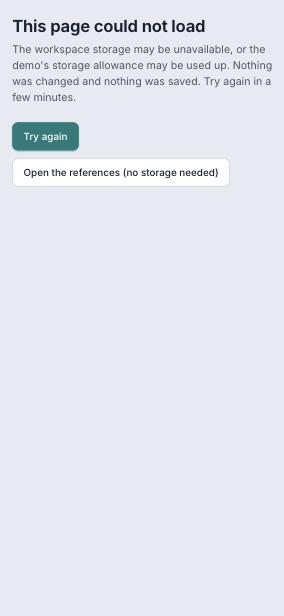 This page could not load
The workspace storage may be unavailable, or the
demo's storage allowance may be used up. Nothing
was changed and nothing was saved. Try again in a
few minutes.
Try again
Open the references (no storage needed)